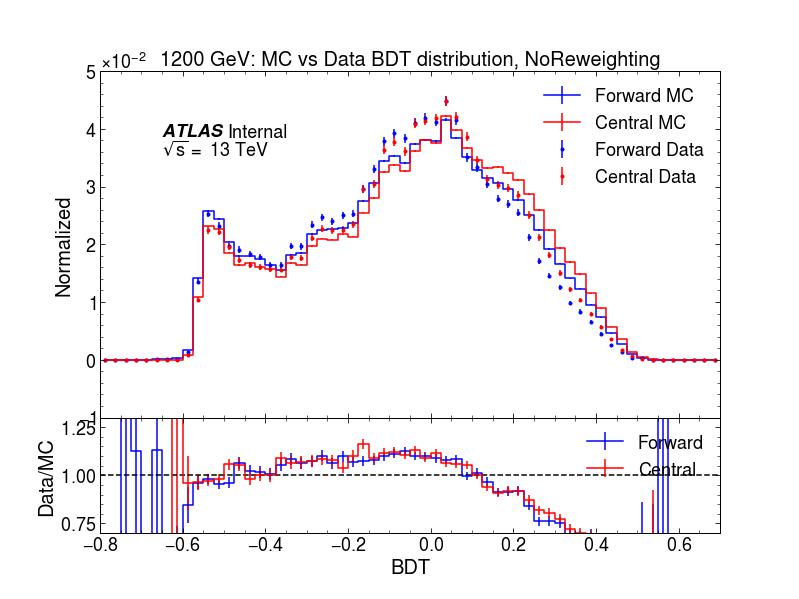 ×10⁻² 1200 GeV: MC vs Data BDT distribution, NoReweighting
5
ATLAS Internal
√s = 13 TeV
Forward MC
Central MC
Forward Data
Central Data
4
3
2
1
0
−1
Normalized
1.25
1.00
0.75
Data/MC
Forward
Central
−0.8 −0.6 −0.4 −0.2 0.0 0.2 0.4 0.6
BDT